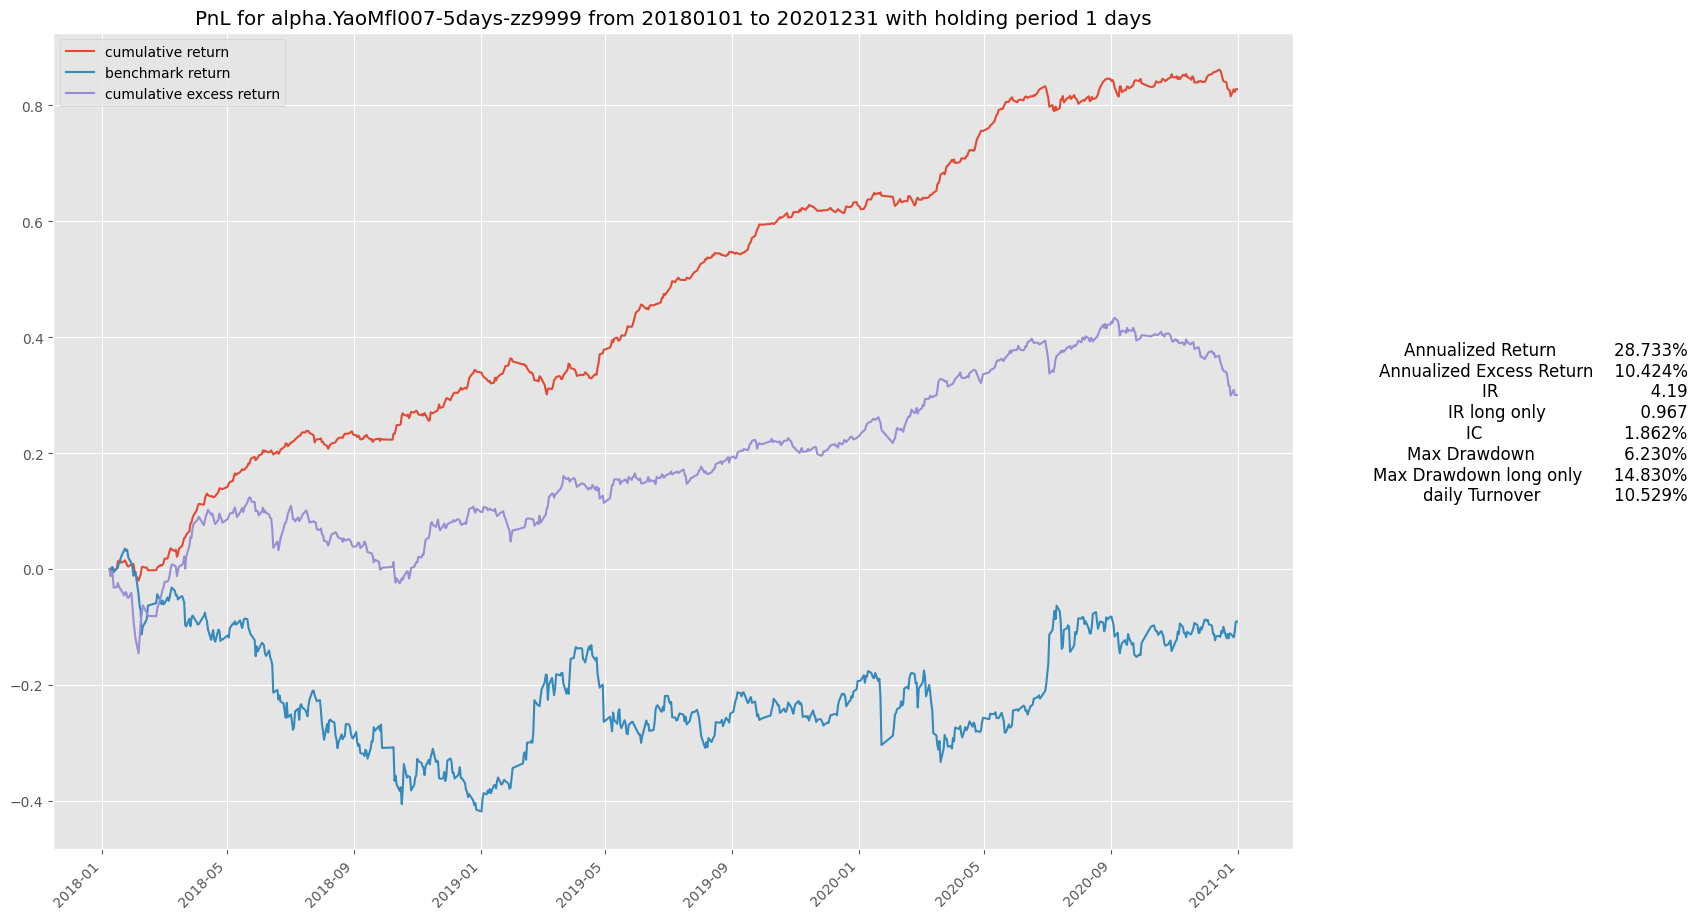 PnL for alpha.YaoMfl007-5days-zz9999 from 20180101 to 20201231 with holding period 1 days
cumulative return
benchmark return
cumulative excess return
0.8
0.6
0.4
0.2
0.0
−0.2
−0.4
2018-01
2018-05
2018-09
2019-01
2019-05
2019-09
2020-01
2020-05
2020-09
2021-01
Annualized Return 28.733%
Annualized Excess Return 10.424%
IR 4.19
IR long only 0.967
IC 1.862%
Max Drawdown 6.230%
Max Drawdown long only 14.830%
daily Turnover 10.529%